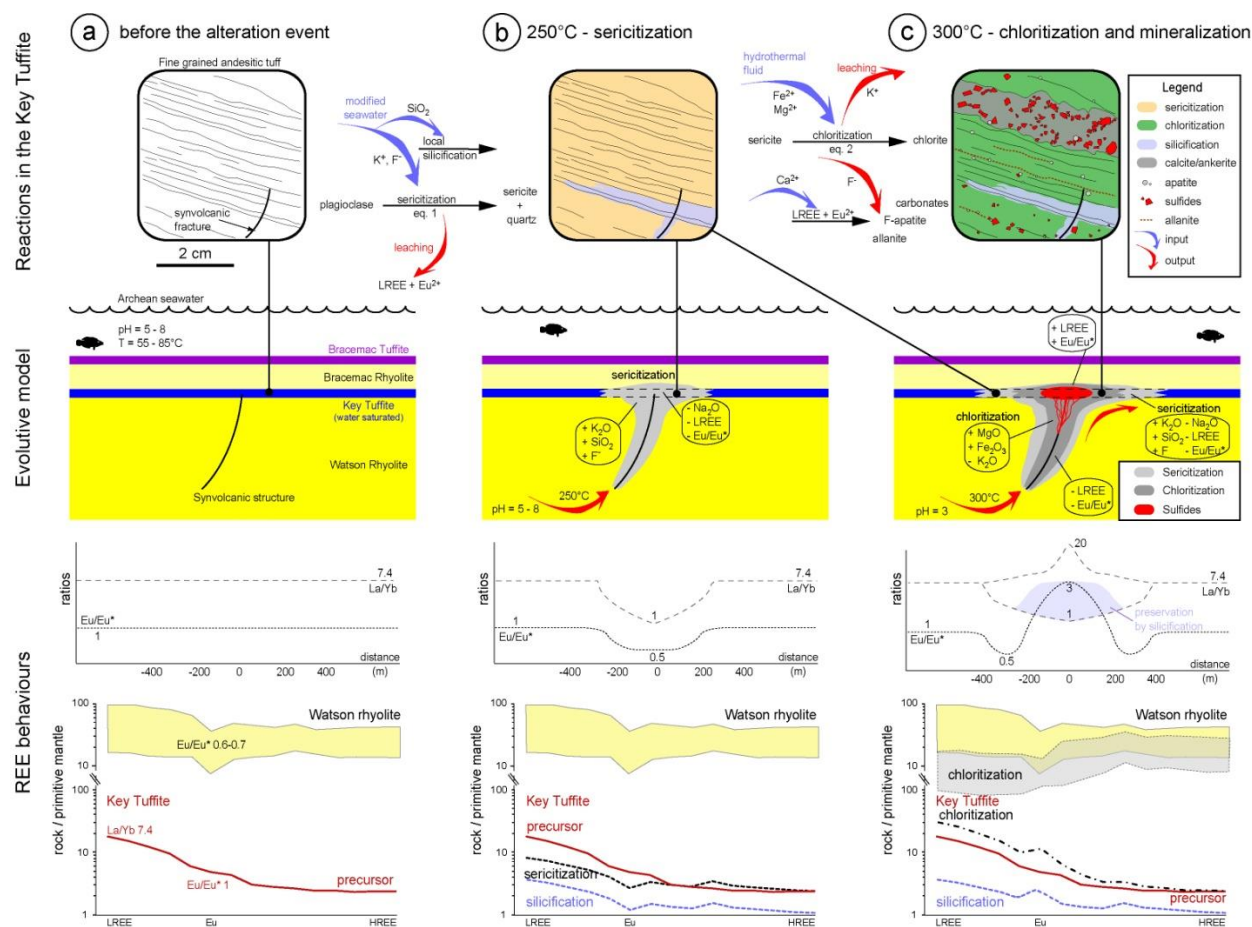 a before the alteration event
b 250°C - sericitization
c 300°C - chloritization and mineralization
Reactions in the Key Tuffite
Fine grained andesitic tuff
synvolcanic
fracture
2 cm
modified
seawater
SiO2
local
silicification
K+, F-
plagioclase
sericitization
eq. 1
sericite
+
quartz
leaching
LREE + Eu2+
hydrothermal
fluid
Fe2+
Mg2+
leaching
K+
sericite
chloritization
eq. 2
chlorite
F-
Ca2+
LREE + Eu2+
carbonates
F-apatite
allanite
Legend
sericitization
chloritization
silicification
calcite/ankerite
apatite
sulfides
allanite
input
output
Evolutive model
Archean seawater
pH = 5 - 8
T = 55 - 85°C
Bracemac Tuffite
Bracemac Rhyolite
Key Tuffite
(water saturated)
Watson Rhyolite
Synvolcanic structure
sericitization
+ K2O
+ SiO2
+ F-
- Na2O
- LREE
- Eu/Eu*
250°C
pH = 5 - 8
+ LREE
+ Eu/Eu*
chloritization
+ MgO
+ Fe2O3
- K2O
sericitization
+ K2O - Na2O
+ SiO2 - LREE
+ F - Eu/Eu*
- LREE
- Eu/Eu*
300°C
pH = 3
Sericitization
Chloritization
Sulfides
REE behaviours
ratios
7.4
La/Yb
Eu/Eu*
1
distance
(m)
-400 -200 0 200 400
ratios
7.4
La/Yb
1
1
Eu/Eu*
0.5
distance
(m)
-400 -200 0 200 400
ratios
20
7.4
La/Yb
3
1
preservation
by silicification
1
Eu/Eu*
0.5
distance
(m)
-400 -200 0 200 400
rock / primitive mantle
100
Watson rhyolite
Eu/Eu* 0.6-0.7
10
100
Key Tuffite
La/Yb 7.4
10
Eu/Eu* 1
precursor
1
LREE Eu HREE
rock / primitive mantle
100
Watson rhyolite
10
100
Key Tuffite
precursor
10
sericitization
silicification
1
LREE Eu HREE
rock / primitive mantle
100
Watson rhyolite
10
chloritization
100
Key Tuffite
chloritization
10
precursor
silicification
1
LREE Eu HREE